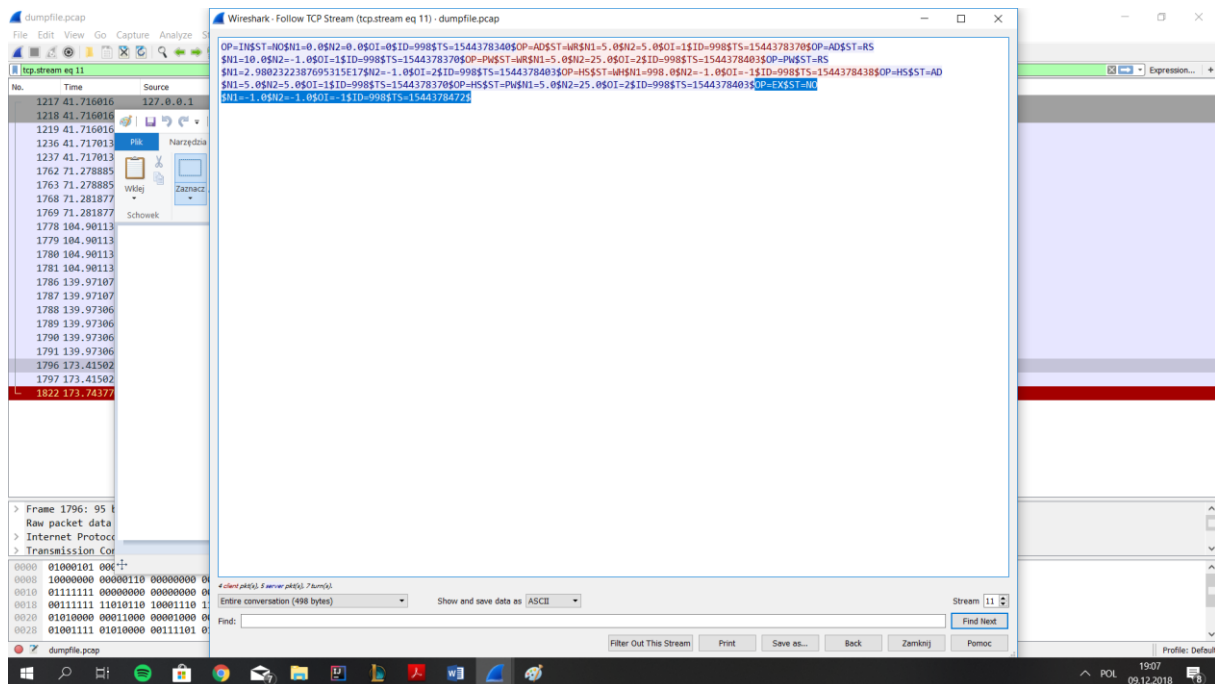 dumpfile.pcap
File Edit View Go Capture Analyze
tcp.stream eq 11
Expression...
No. Time Source
1217 41.716016 127.0.0.1
1218 41.716016
1219 41.716016
1236 41.717013
1237 41.717013
1762 71.278885
1763 71.278885
1768 71.281877
1769 71.281877
1778 104.90113
1779 104.90113
1780 104.90113
1781 104.90113
1786 139.97107
1787 139.97107
1788 139.97306
1789 139.97306
1790 139.97306
1791 139.97306
1796 173.41502
1797 173.41502
1822 173.74377
Plik Narzędzia
Wklej
Zaznacz
Schowek
Wireshark · Follow TCP Stream (tcp.stream eq 11) · dumpfile.pcap
OP=IN$ST=NO$N1=0.0$N2=0.0$OI=0$ID=998$TS=1544378340$OP=AD$ST=WR$N1=5.0$N2=5.0$OI=1$ID=998$TS=1544378370$OP=AD$ST=RS
$N1=10.0$N2=-1.0$OI=1$ID=998$TS=1544378370$OP=PW$ST=WR$N1=5.0$N2=25.0$OI=2$ID=998$TS=1544378403$OP=PW$ST=RS
$N1=2.9802322387695315E17$N2=-1.0$OI=2$ID=998$TS=1544378403$OP=HS$ST=WH$N1=998.0$N2=-1.0$OI=-1$ID=998$TS=1544378438$OP=HS$ST=AD
$N1=5.0$N2=5.0$OI=1$ID=998$TS=1544378370$OP=HS$ST=PW$N1=5.0$N2=25.0$OI=2$ID=998$TS=1544378403$OP=EX$ST=NO
$N1=-1.0$N2=-1.0$OI=-1$ID=998$TS=1544378472$
4 client pkt(s), 5 server pkt(s), 7 turn(s).
Entire conversation (498 bytes)
Show and save data as ASCII
Stream 11
Find:
Find Next
Filter Out This Stream Print Save as... Back Zamknij Pomoc
Frame 1796: 95
Raw packet data
Internet Protoco
Transmission Con
0000 01000101
0008 10000000 00000110 00000000
0010 01111111 00000000 00000000
0018 00111111 11010110 10001110
0020 01010000 00011000 00001000
0028 01001111 01010000 00111101
dumpfile.pcap
Profile: Default
POL
19:07
09.12.2018